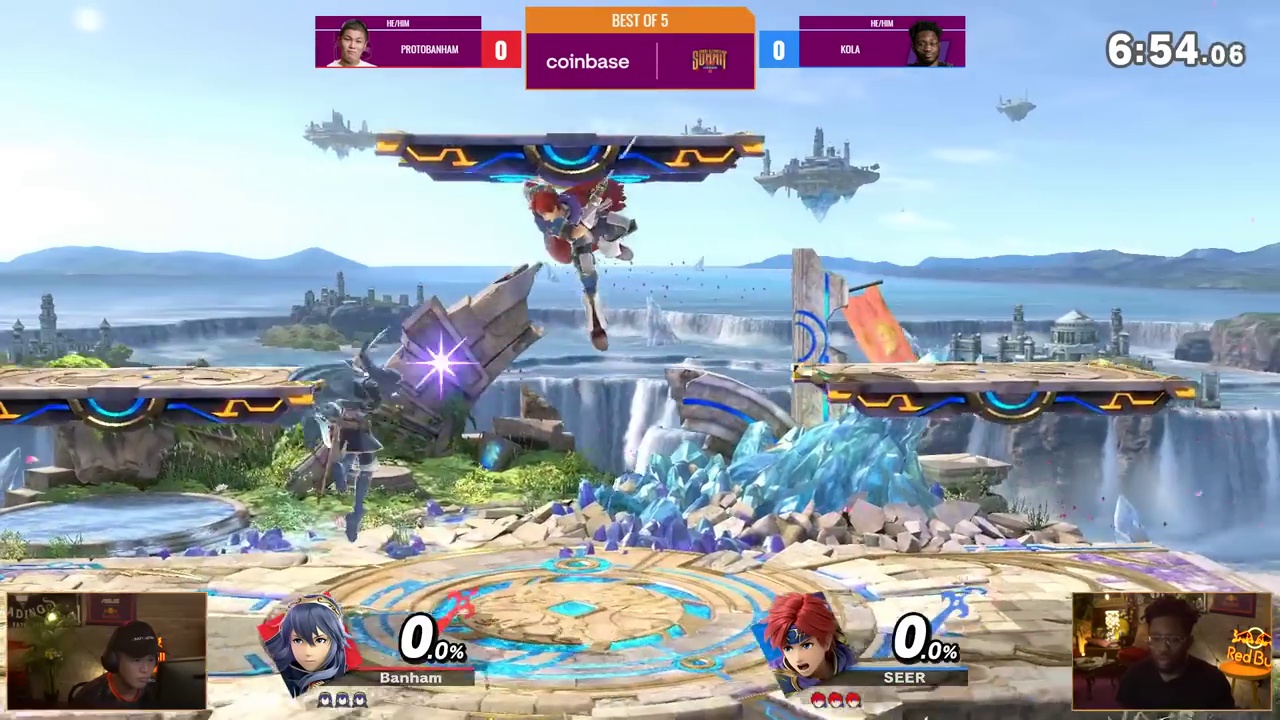 HE/HIM
PROTOBANHAM
0
BEST OF 5
coinbase
SUMMIT
0
HE/HIM
KOLA
6:54.06
0.0%
Banham
0.0%
SEER
Red Bu